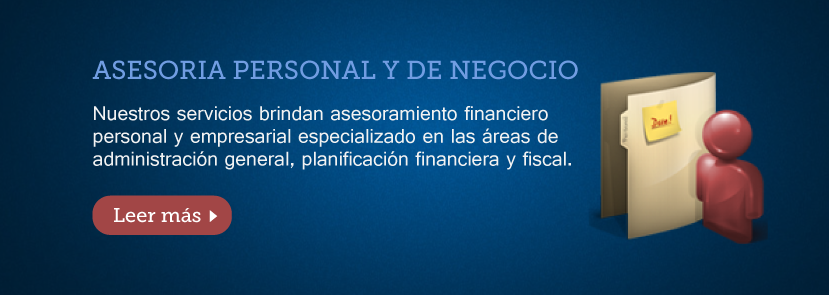 ASESORIA PERSONAL Y DE NEGOCIO
Nuestros servicios brindan asesoramiento financiero
personal y empresarial especializado en las áreas de
administración general, planificación financiera y fiscal.
Leer más